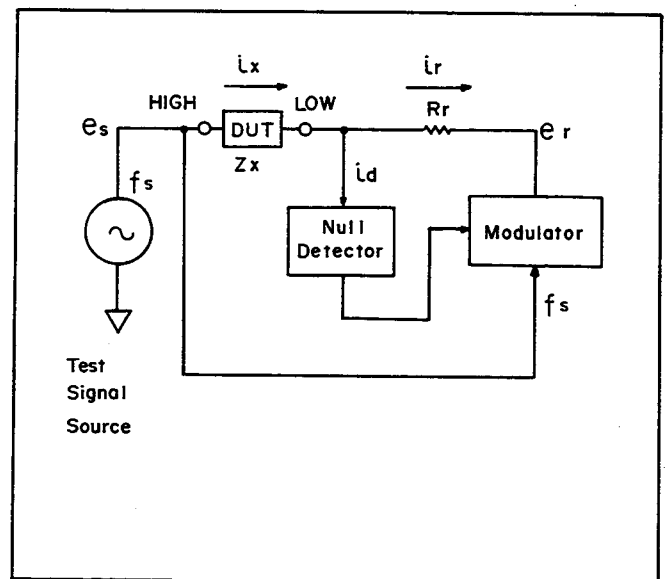 ix
ir
HIGH
LOW
Rr
es
DUT
er
Zx
fs
id
Null
Detector
Modulator
fs
Test
Signal
Source